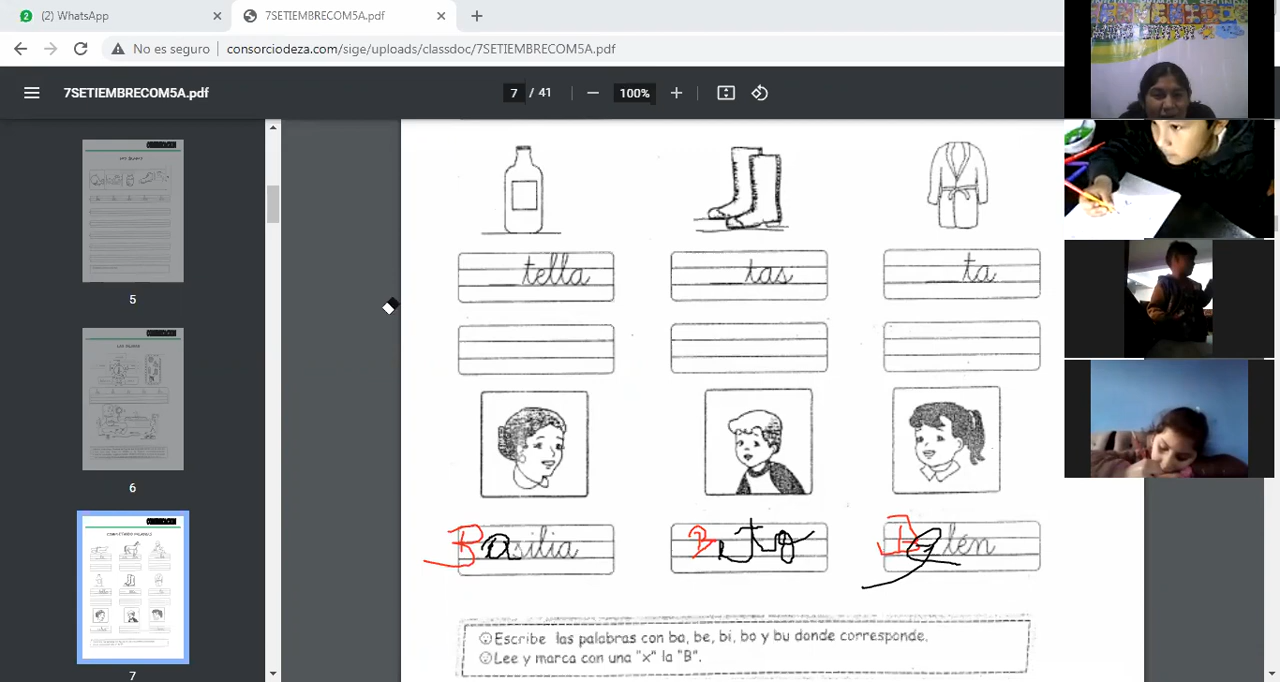 (2) WhatsApp
7SETIEMBRECOM5A.pdf
No es seguro
consorciodeza.com/sige/uploads/classdoc/7SETIEMBRECOM5A.pdf
7SETIEMBRECOM5A.pdf
7 / 41
100%
5
6
7
tella
tas
ta
Basilia
Belén
Escribe las palabras con ba, be, bi, bo y bu donde corresponde.
Lee y marca con una "x" la "B".